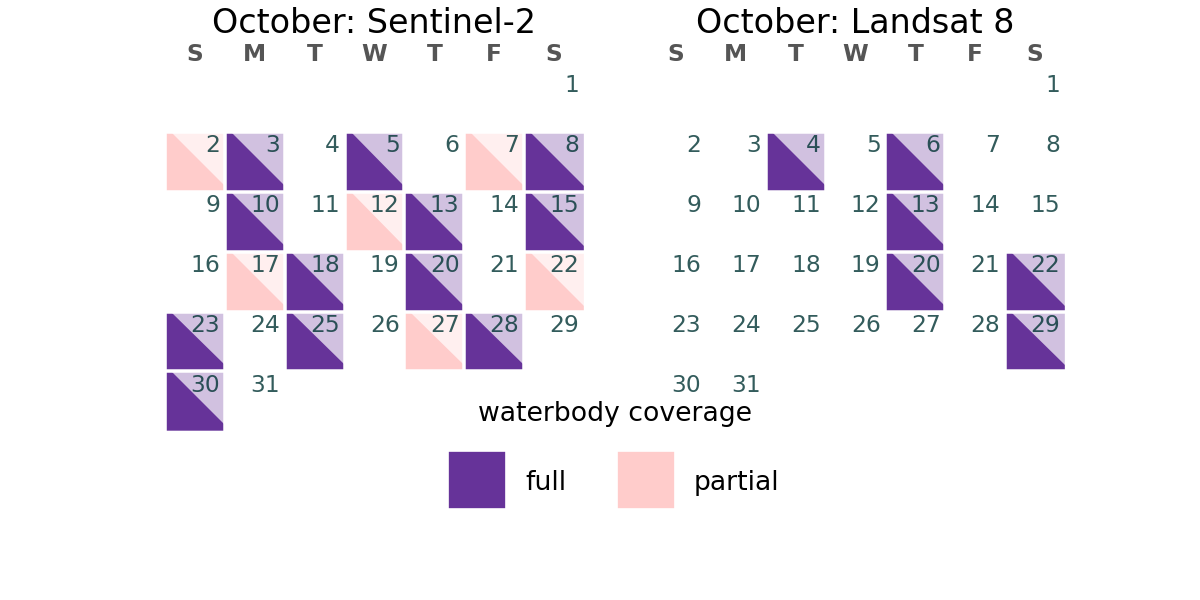 October: Sentinel-2
S M T W T F S
1
2 3 4 5 6 7 8
9 10 11 12 13 14 15
16 17 18 19 20 21 22
23 24 25 26 27 28 29
30 31
October: Landsat 8
S M T W T F S
1
2 3 4 5 6 7 8
9 10 11 12 13 14 15
16 17 18 19 20 21 22
23 24 25 26 27 28 29
30 31
waterbody coverage
full partial